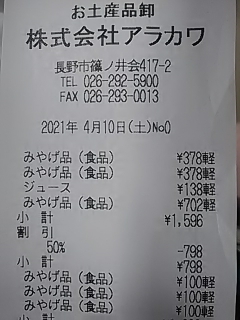 お土産品卸
株式会社アラカワ
長野市篠ノ井会417-2
TEL 026-292-5900
FAX 026-293-0013
2021年 4月10日(土)No0
みやげ品(食品) ¥378軽
みやげ品(食品) ¥378軽
ジュース ¥138軽
みやげ品(食品) ¥702軽
小 計 ¥1,596
割 引
50% -798
小 計 ¥798
みやげ品(食品) ¥100軽
みやげ品(食品) ¥100軽
みやげ品(食品) ¥100軽
小 計